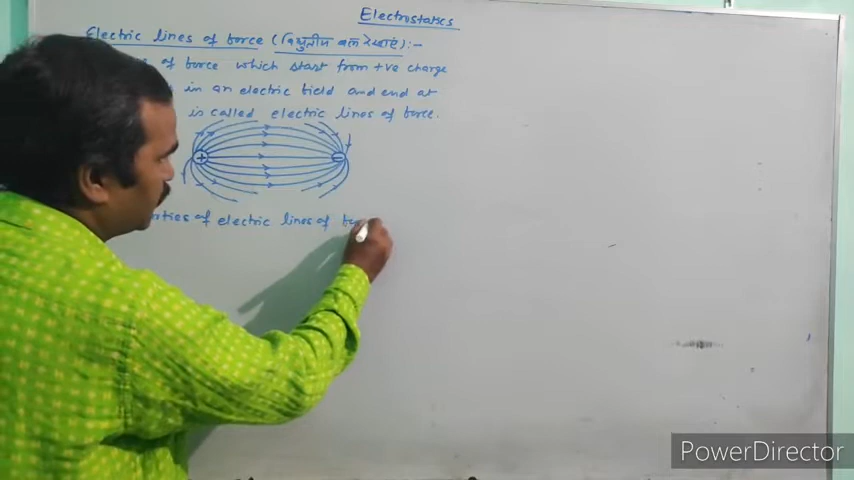 Electrostatics
Electric lines of force (विद्युतीय बल रेखाएं) :-
of force which start from +ve charge
in an electric field and end at
is called electric lines of force.
+ -
rties of electric lines of
PowerDirector